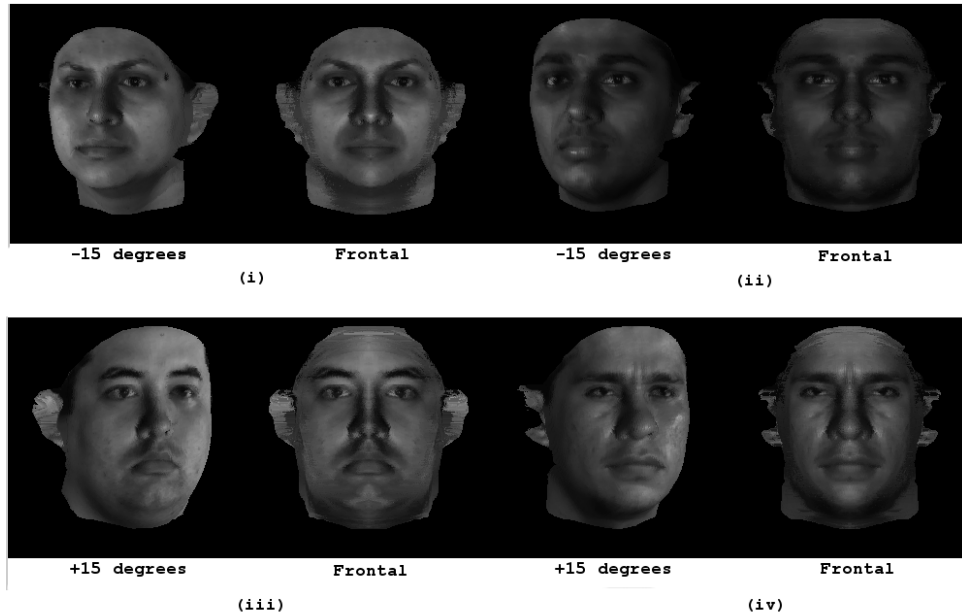 -15 degrees Frontal -15 degrees Frontal
(i) (ii)
+15 degrees Frontal +15 degrees Frontal
(iii) (iv)